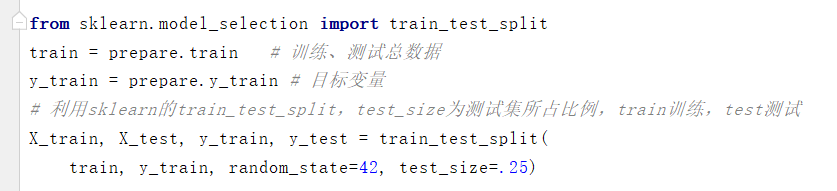 from sklearn.model_selection import train_test_split
train = prepare.train   # 训练、测试总数据
y_train = prepare.y_train # 目标变量
# 利用sklearn的train_test_split，test_size为测试集所占比例，train训练，test测试
X_train, X_test, y_train, y_test = train_test_split(
    train, y_train, random_state=42, test_size=.25)